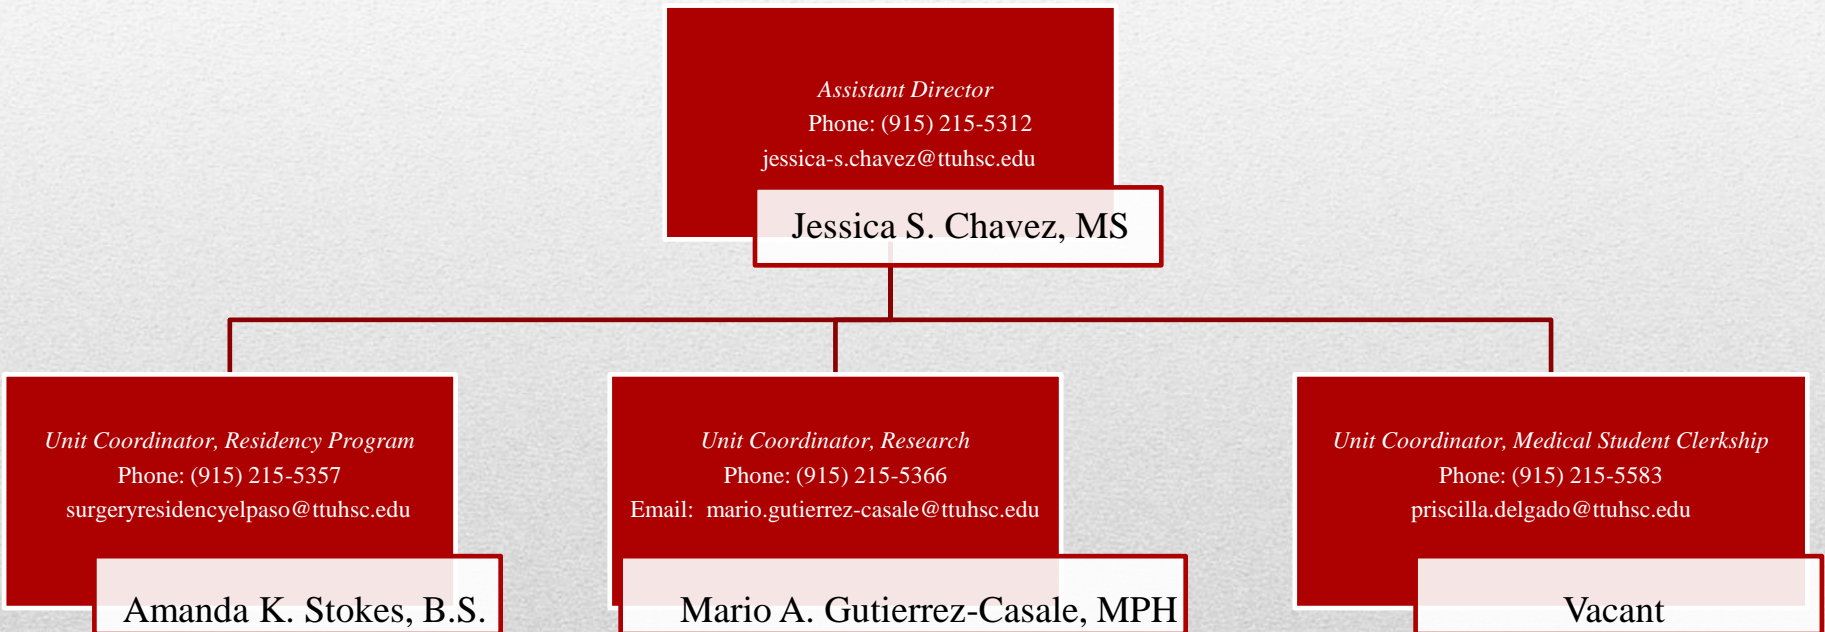 Assistant Director
Phone: (915) 215-5312
jessica-s.chavez@ttuhsc.edu
Jessica S. Chavez, MS
Unit Coordinator, Residency Program
Phone: (915) 215-5357
surgeryresidencyelpaso@ttuhsc.edu
Amanda K. Stokes, B.S.
Unit Coordinator, Research
Phone: (915) 215-5366
Email: mario.gutierrez-casale@ttuhsc.edu
Mario A. Gutierrez-Casale, MPH
Unit Coordinator, Medical Student Clerkship
Phone: (915) 215-5583
priscilla.delgado@ttuhsc.edu
Vacant